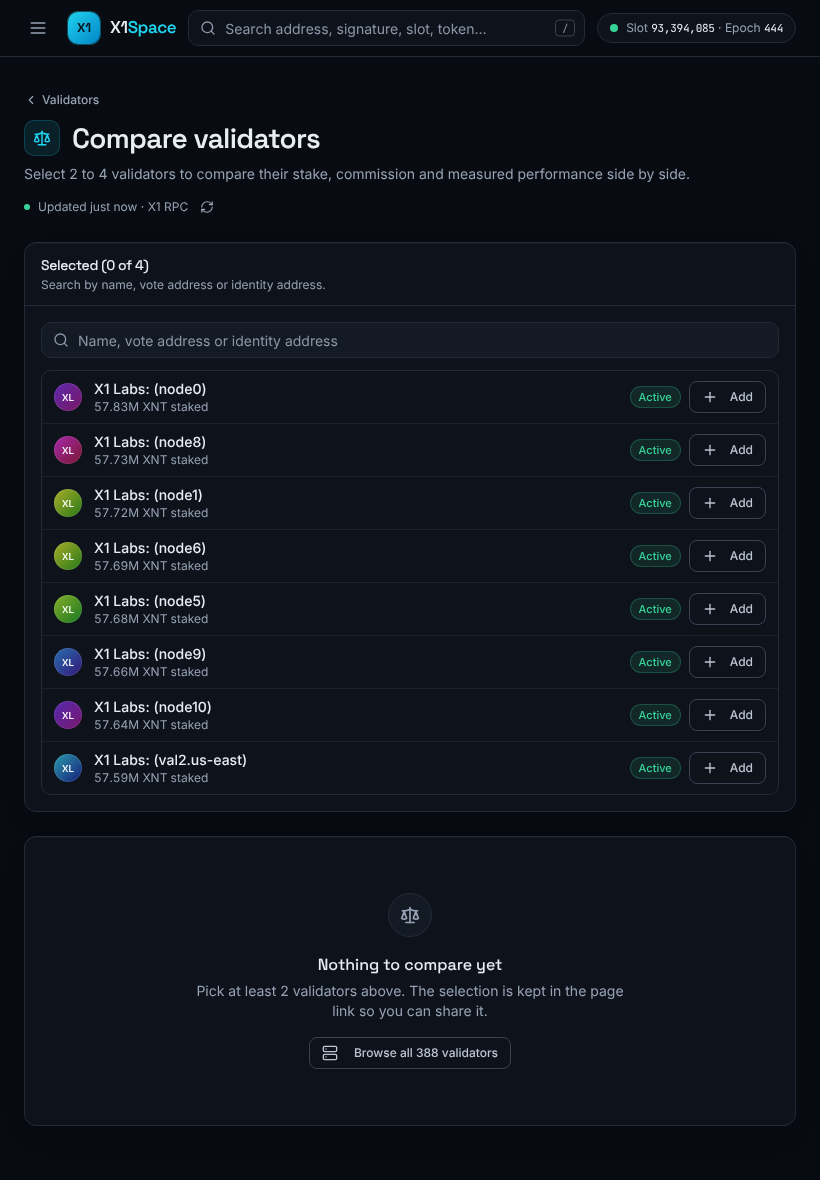 X1 X1Space Search address, signature, slot, token... / Slot 93,394,085 · Epoch 444
Validators
Compare validators
Select 2 to 4 validators to compare their stake, commission and measured performance side by side.
Updated just now · X1 RPC
Selected (0 of 4)
Search by name, vote address or identity address.
Name, vote address or identity address
XL X1 Labs: (node0) Active Add
57.83M XNT staked
XL X1 Labs: (node8) Active Add
57.73M XNT staked
XL X1 Labs: (node1) Active Add
57.72M XNT staked
XL X1 Labs: (node6) Active Add
57.69M XNT staked
XL X1 Labs: (node5) Active Add
57.68M XNT staked
XL X1 Labs: (node9) Active Add
57.66M XNT staked
XL X1 Labs: (node10) Active Add
57.64M XNT staked
XL X1 Labs: (val2.us-east) Active Add
57.59M XNT staked
Nothing to compare yet
Pick at least 2 validators above. The selection is kept in the page
link so you can share it.
Browse all 388 validators